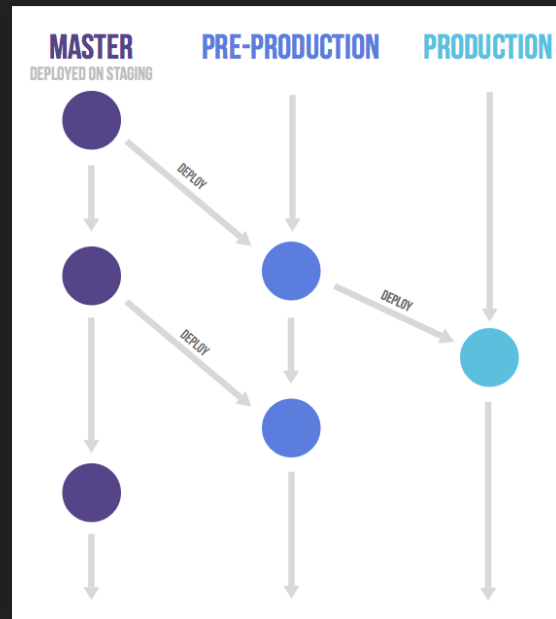 MASTER
DEPLOYED ON STAGING
PRE-PRODUCTION
PRODUCTION
DEPLOY
DEPLOY
DEPLOY